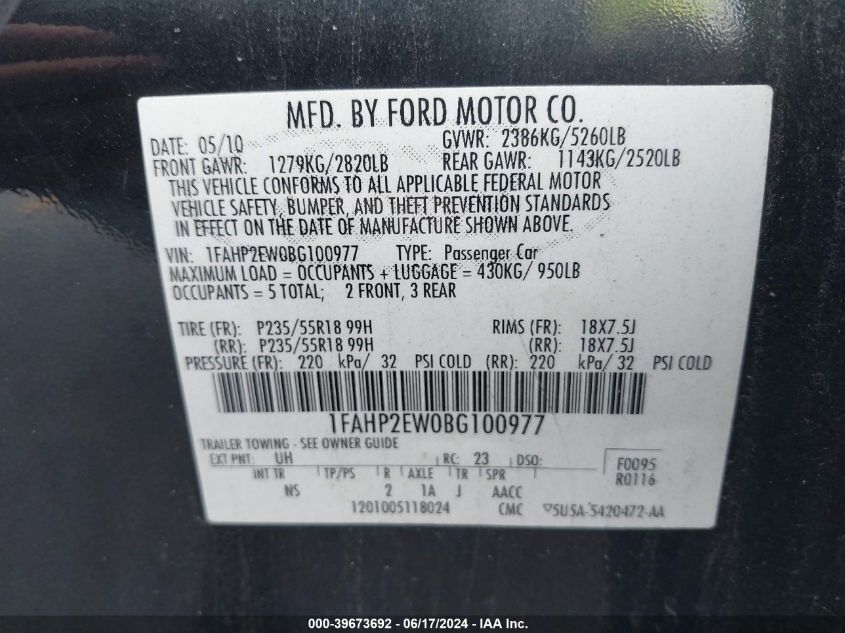 MFD. BY FORD MOTOR CO.
DATE: 05/10 GVWR: 2386KG/5260LB
FRONT GAWR: 1279KG/2820LB REAR GAWR: 1143KG/2520LB
THIS VEHICLE CONFORMS TO ALL APPLICABLE FEDERAL MOTOR
VEHICLE SAFETY, BUMPER, AND THEFT PREVENTION STANDARDS
IN EFFECT ON THE DATE OF MANUFACTURE SHOWN ABOVE.
VIN: 1FAHP2EW0BG100977 TYPE: Passenger Car
MAXIMUM LOAD = OCCUPANTS + LUGGAGE = 430KG/ 950LB
OCCUPANTS = 5 TOTAL; 2 FRONT, 3 REAR
TIRE (FR): P235/55R18 99H RIMS (FR): 18X7.5J
(RR): P235/55R18 99H (RR): 18X7.5J
PRESSURE (FR): 220 kPa/ 32 PSI COLD (RR): 220 kPa/ 32 PSI COLD
1FAHP2EW0BG100977
TRAILER TOWING - SEE OWNER GUIDE
EXT PNT: UH RC: 23 DSO: F0095
INT TR TP/PS R AXLE TR SPR R0116
NS 2 1A J AACC
1201005118024 CMC 5U5A-5420472-AA
000-39673692 - 06/17/2024 - IAA Inc.